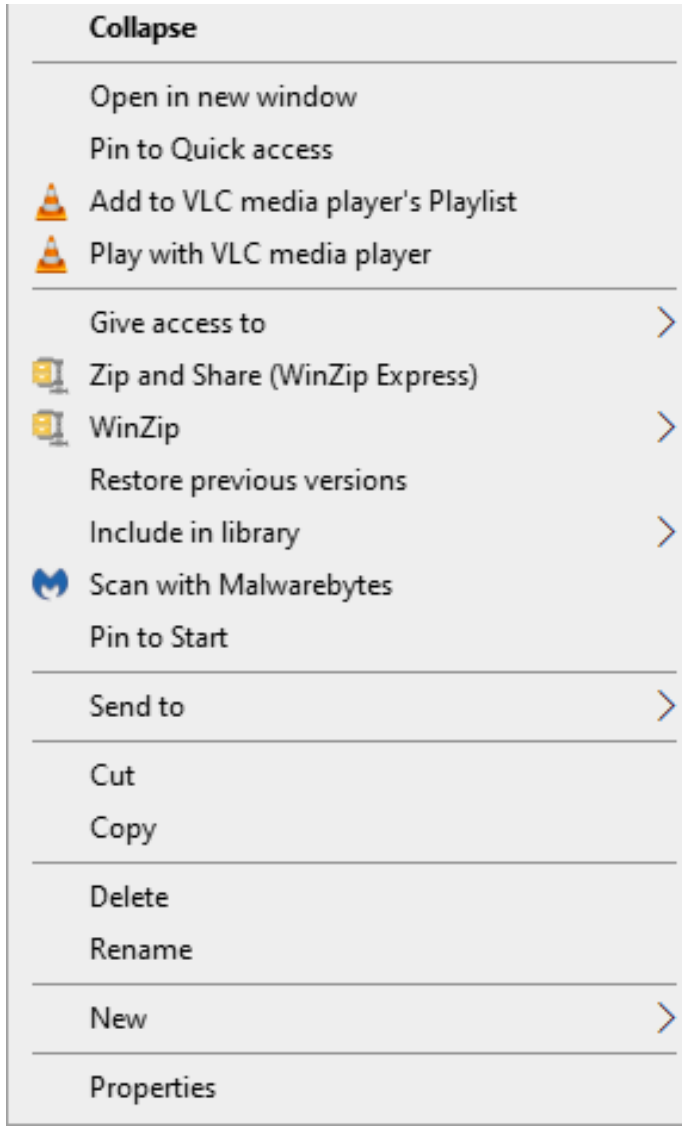 Collapse
Open in new window
Pin to Quick access
Add to VLC media player's Playlist
Play with VLC media player
Give access to
Zip and Share (WinZip Express)
WinZip
Restore previous versions
Include in library
Scan with Malwarebytes
Pin to Start
Send to
Cut
Copy
Delete
Rename
New
Properties